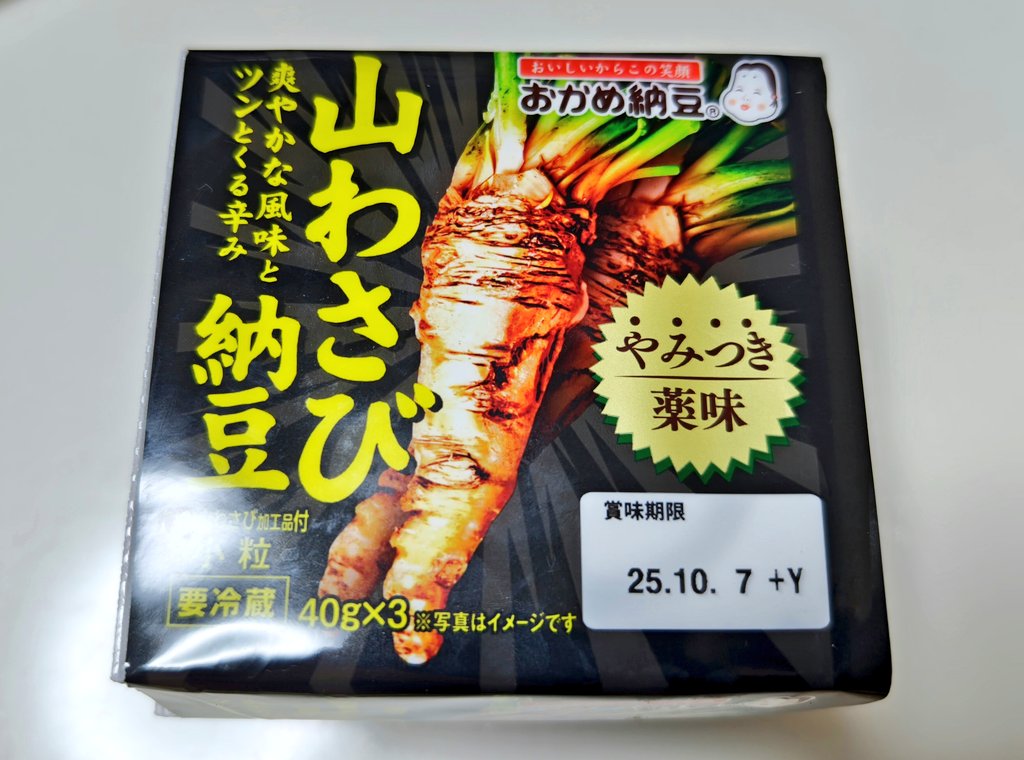 おいしいからこの笑顔
おかめ納豆®
爽やかな風味と
ツンとくる辛み
山わさび
納豆
やみつき
薬味
賞味期限
25.10. 7 +Y
さび加工品付
小粒
要冷蔵
40g×3
※写真はイメージです